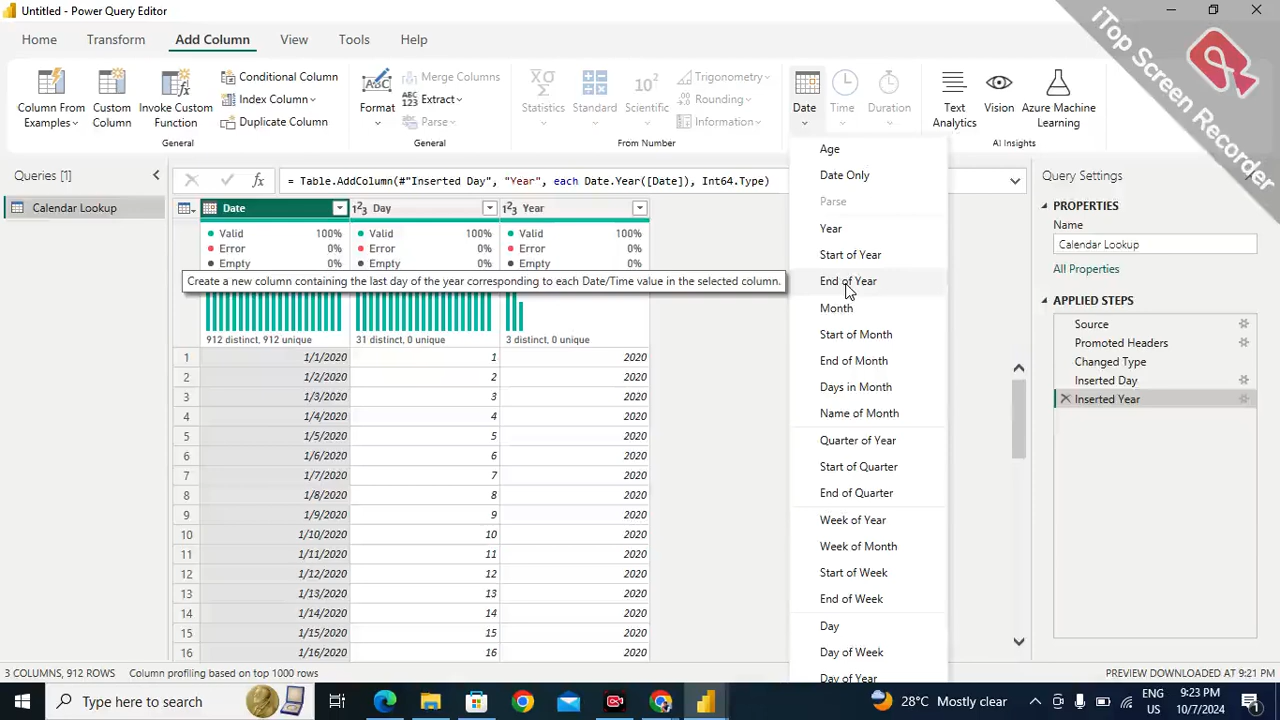 Untitled - Power Query Editor
iTop Screen Recorder
Home
Transform
Add Column
View
Tools
Help
Column From
Examples
Custom
Column
Invoke Custom
Function
Conditional Column
Index Column
Duplicate Column
General
Format
Merge Columns
Extract
Parse
General
Statistics
Standard
Scientific
Trigonometry
Rounding
Information
From Number
Date
Time
Duration
Text
Analytics
Vision
Azure Machine
Learning
AI Insights
Queries [1]
Calendar Lookup
= Table.AddColumn(#"Inserted Day", "Year", each Date.Year([Date]), Int64.Type)
Date
Day
Year
Valid 100%
Error 0%
Empty 0%
Valid 100%
Error 0%
Empty 0%
Valid 100%
Error 0%
Empty 0%
Create a new column containing the last day of the year corresponding to each Date/Time value in the selected column.
912 distinct, 912 unique
31 distinct, 0 unique
3 distinct, 0 unique
1 1/1/2020 1 2020
2 1/2/2020 2 2020
3 1/3/2020 3 2020
4 1/4/2020 4 2020
5 1/5/2020 5 2020
6 1/6/2020 6 2020
7 1/7/2020 7 2020
8 1/8/2020 8 2020
9 1/9/2020 9 2020
10 1/10/2020 10 2020
11 1/11/2020 11 2020
12 1/12/2020 12 2020
13 1/13/2020 13 2020
14 1/14/2020 14 2020
15 1/15/2020 15 2020
16 1/16/2020 16 2020
Age
Date Only
Parse
Year
Start of Year
End of Year
Month
Start of Month
End of Month
Days in Month
Name of Month
Quarter of Year
Start of Quarter
End of Quarter
Week of Year
Week of Month
Start of Week
End of Week
Day
Day of Week
Day of Year
Query Settings
PROPERTIES
Name
Calendar Lookup
All Properties
APPLIED STEPS
Source
Promoted Headers
Changed Type
Inserted Day
Inserted Year
3 COLUMNS, 912 ROWS
Column profiling based on top 1000 rows
PREVIEW DOWNLOADED AT 9:21 PM
Type here to search
28°C Mostly clear
ENG
US
9:23 PM
10/7/2024